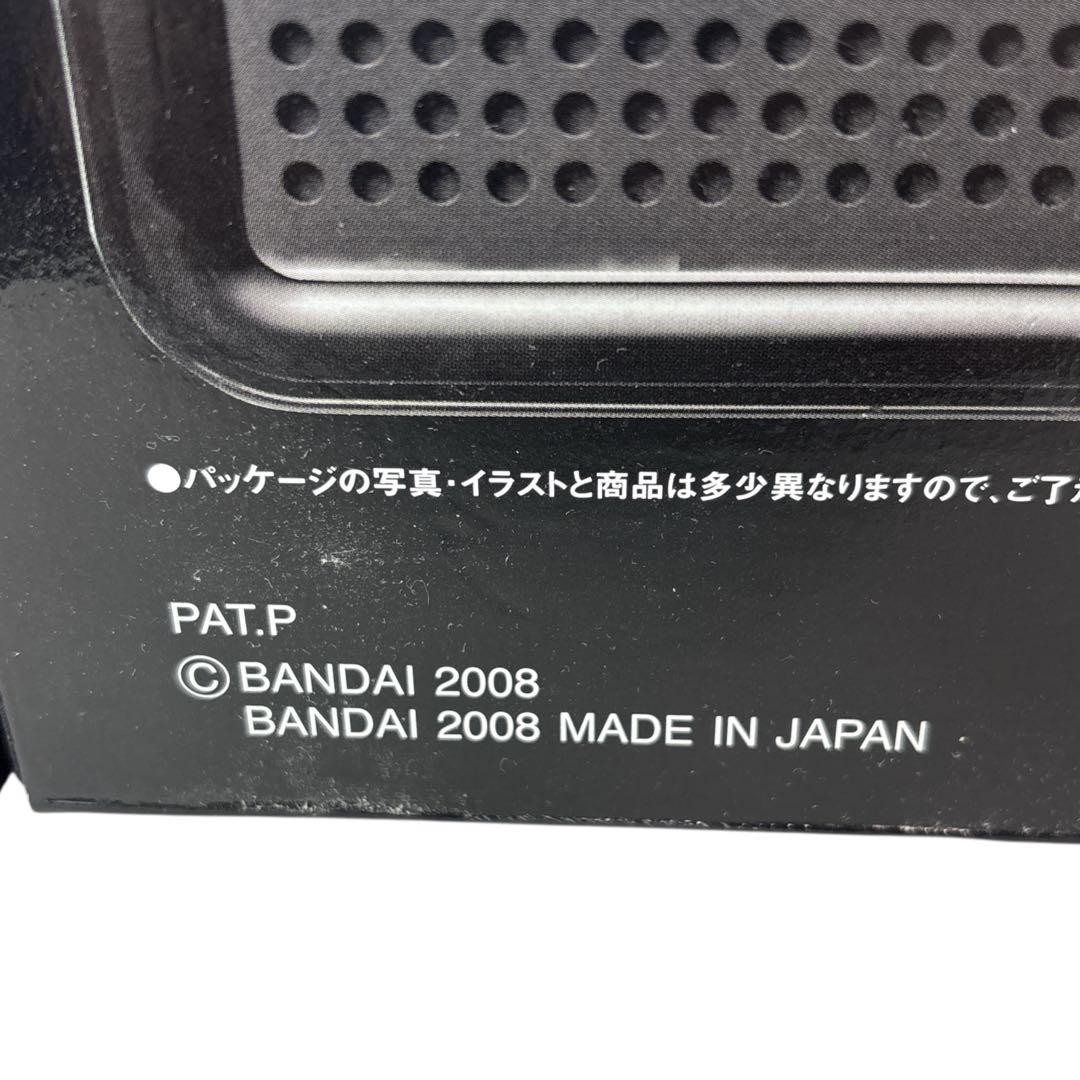 ●パッケージの写真・イラストと商品は多少異なりますので、ご了
PAT.P
©BANDAI 2008
BANDAI 2008 MADE IN JAPAN